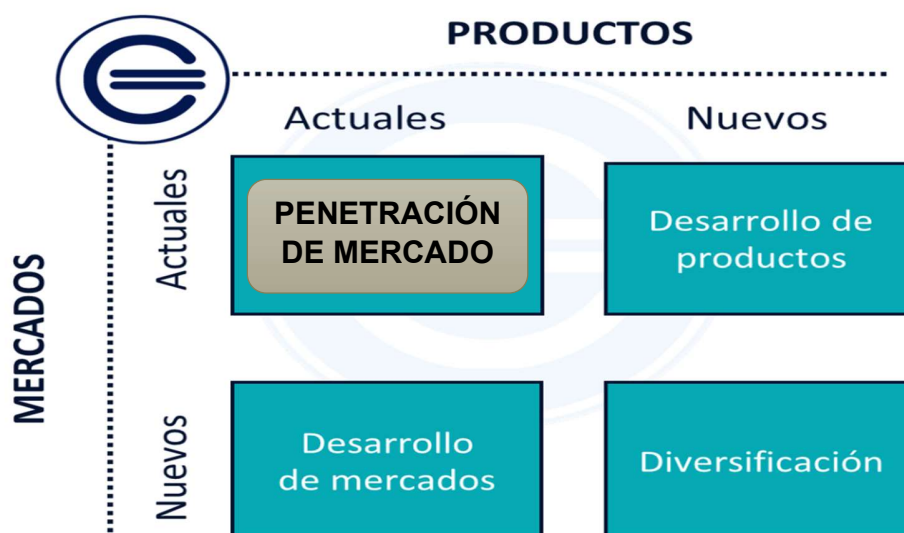 PRODUCTOS
Actuales
Nuevos
MERCADOS
Actuales
PENETRACIÓN
DE MERCADO
Desarrollo de
productos
Nuevos
Desarrollo
de mercados
Diversificación